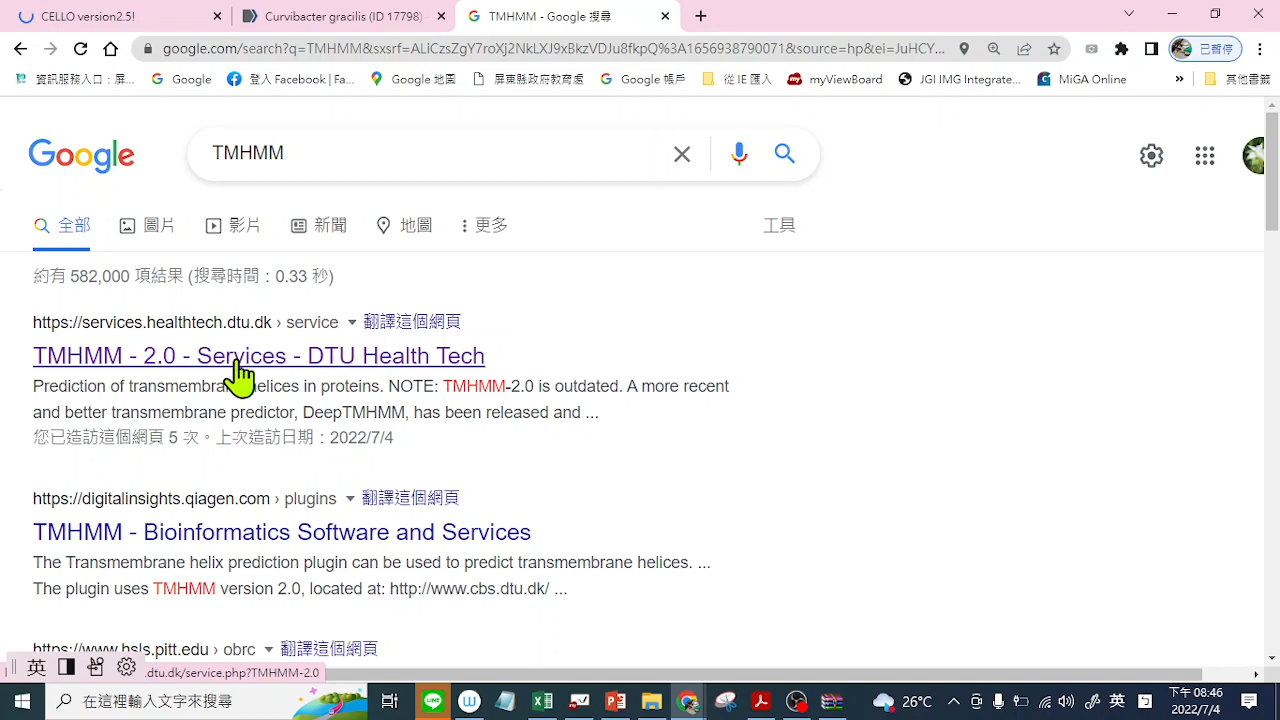 CELLO version2.5!
Curvibacter gracilis (ID 17798)
TMHMM - Google 搜尋
google.com/search?q=TMHMM&sxsrf=ALiCzsZgY7oXj2NkLXJ9xBkzVDJu8fkpQ%3A1656938790071&source=hp&ei=JuHCY...
已暫停
資訊服務入口：屏...
Google
登入 Facebook | Fa...
Google 地圖
屏東縣政府教育處
Google 帳戶
從 IE 匯入
myViewBoard
JGI IMG Integrate...
MiGA Online
»
其他書籤
Google
TMHMM
全部
圖片
影片
新聞
地圖
更多
工具
約有 582,000 項結果 (搜尋時間：0.33 秒)
https://services.healthtech.dtu.dk › service 翻譯這個網頁
TMHMM - 2.0 - Services - DTU Health Tech
Prediction of transmembrane helices in proteins. NOTE: TMHMM-2.0 is outdated. A more recent
and better transmembrane predictor, DeepTMHMM, has been released and ...
您已造訪這個網頁 5 次。上次造訪日期：2022/7/4
https://digitalinsights.qiagen.com › plugins 翻譯這個網頁
TMHMM - Bioinformatics Software and Services
The Transmembrane helix prediction plugin can be used to predict transmembrane helices. ...
The plugin uses TMHMM version 2.0, located at: http://www.cbs.dtu.dk/ ...
https://www.hsls.pitt.edu › obrc 翻譯這個網頁
英
.dtu.dk/service.php?TMHMM-2.0
在這裡輸入文字來搜尋
LINE
26°C
英
下午 08:46
2022/7/4